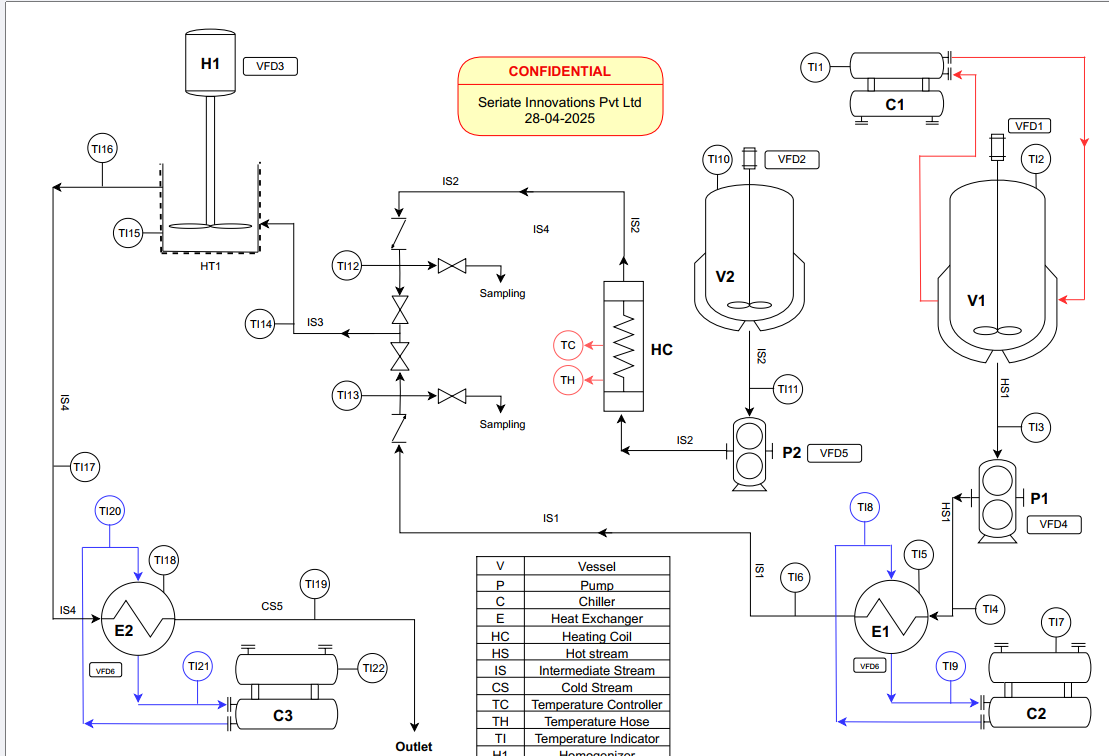 H1
VFD3
CONFIDENTIAL
Seriate Innovations Pvt Ltd
28-04-2025
TI1
C1
VFD1
TI16
TI10
VFD2
TI2
IS2
IS2
IS4
TI15
HT1
TI12
Sampling
V2
V1
TI14
IS3
TC
HC
TH
IS2
HS1
TI13
TI11
Sampling
IS4
IS2
P2
VFD5
TI3
TI17
P1
HS1
VFD4
TI20
TI8
IS1
TI18
TI5
IS1
TI6
TI19
IS4
CS5
TI4
E2
E1
TI7
VFD6
TI21
TI22
VFD6
TI9
C3
C2
Outlet
V Vessel
P Pump
C Chiller
E Heat Exchanger
HC Heating Coil
HS Hot stream
IS Intermediate Stream
CS Cold Stream
TC Temperature Controller
TH Temperature Hose
TI Temperature Indicator
H1 Homogenizer